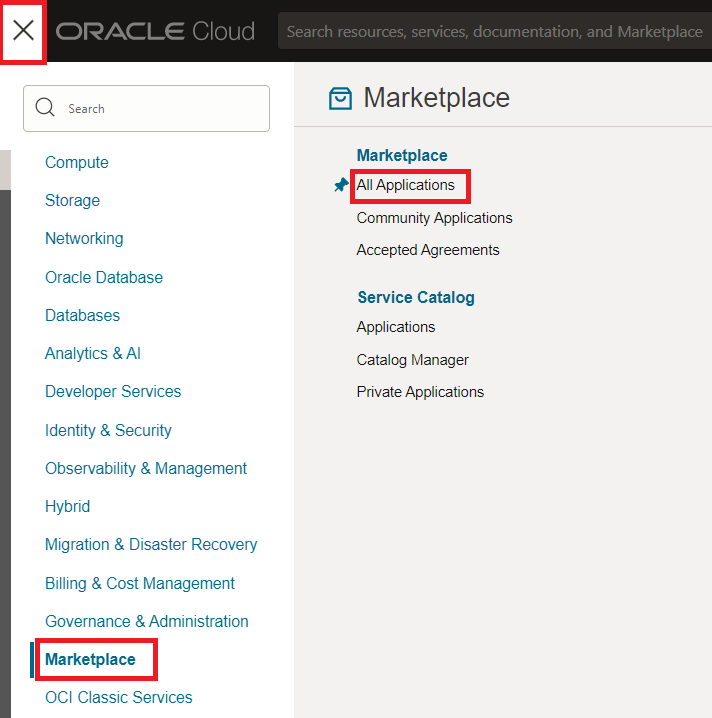 ORACLE Cloud
Search resources, services, documentation, and Marketplace
Search
Compute
Storage
Networking
Oracle Database
Databases
Analytics & AI
Developer Services
Identity & Security
Observability & Management
Hybrid
Migration & Disaster Recovery
Billing & Cost Management
Governance & Administration
Marketplace
OCI Classic Services
Marketplace
Marketplace
All Applications
Community Applications
Accepted Agreements
Service Catalog
Applications
Catalog Manager
Private Applications